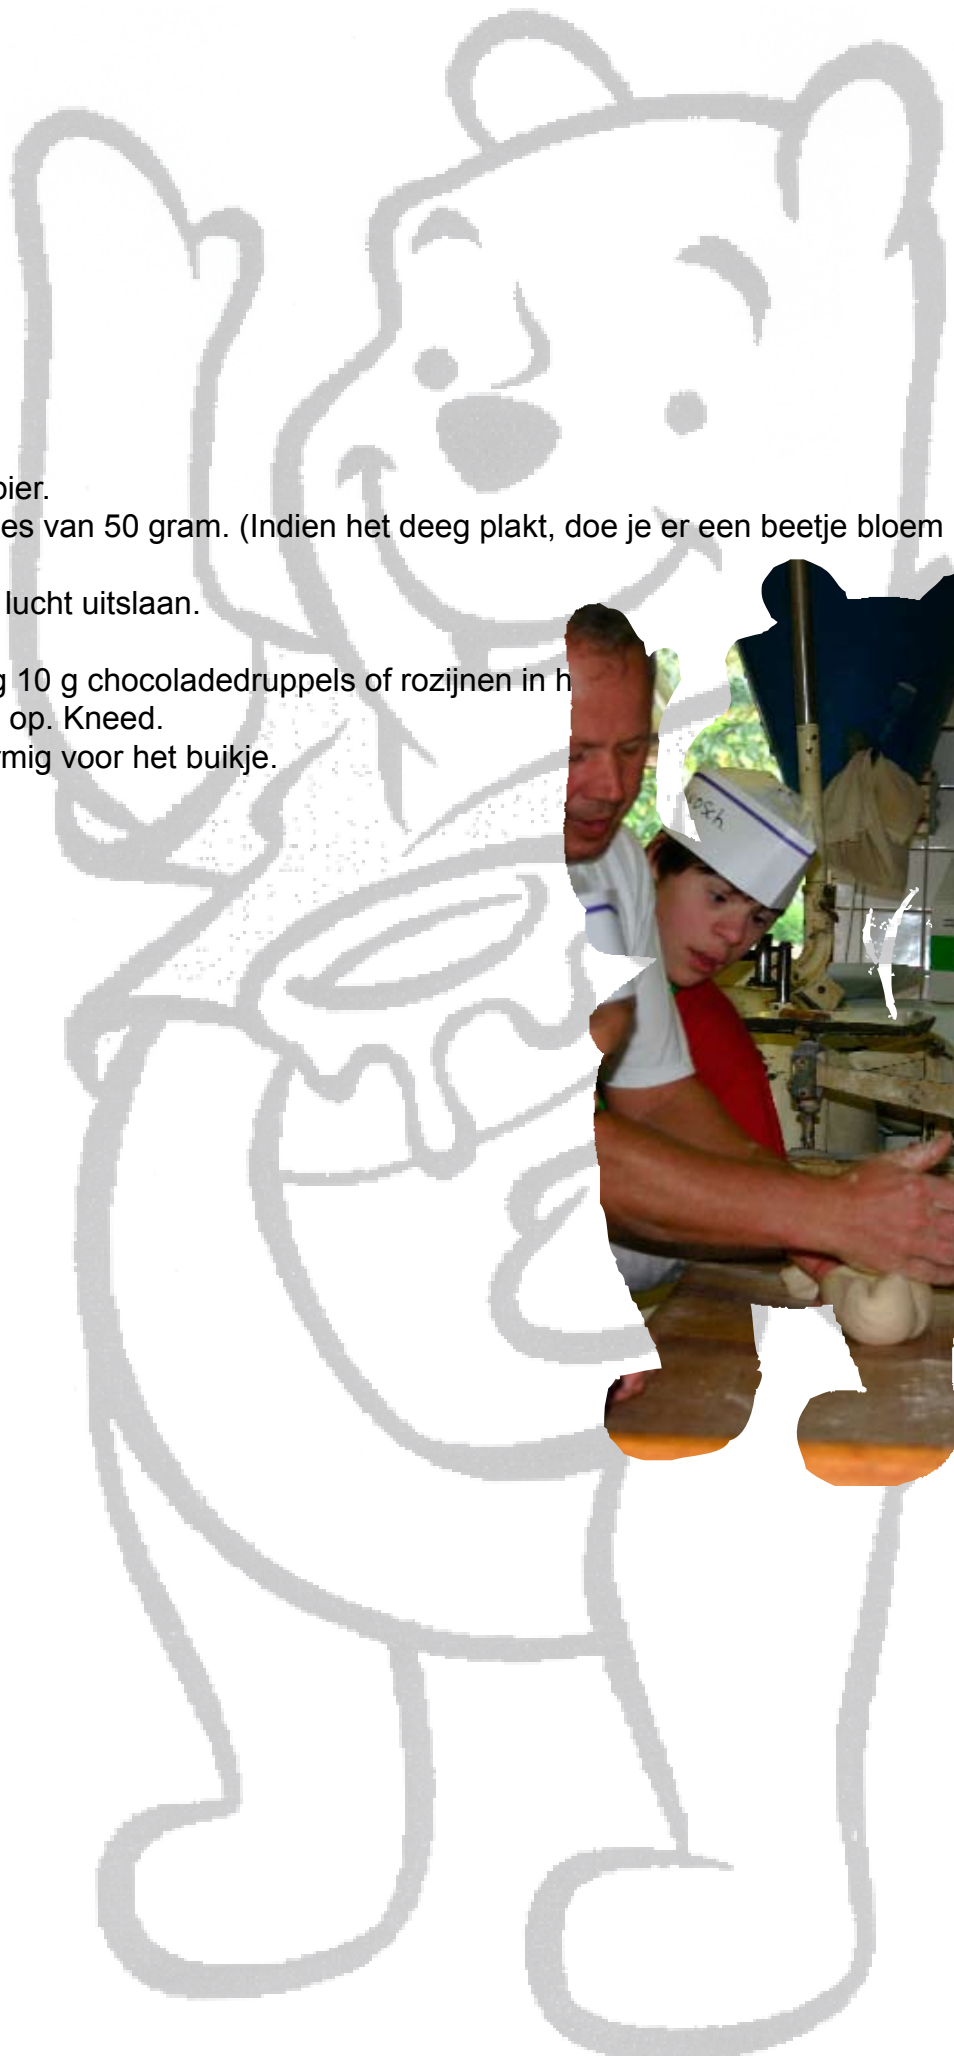 pier.
es van 50 gram. (Indien het deeg plakt, doe je er een beetje bloem
lucht uitslaan.
g 10 g chocoladedruppels of rozijnen in h
op. Kneed.
mig voor het buikje.